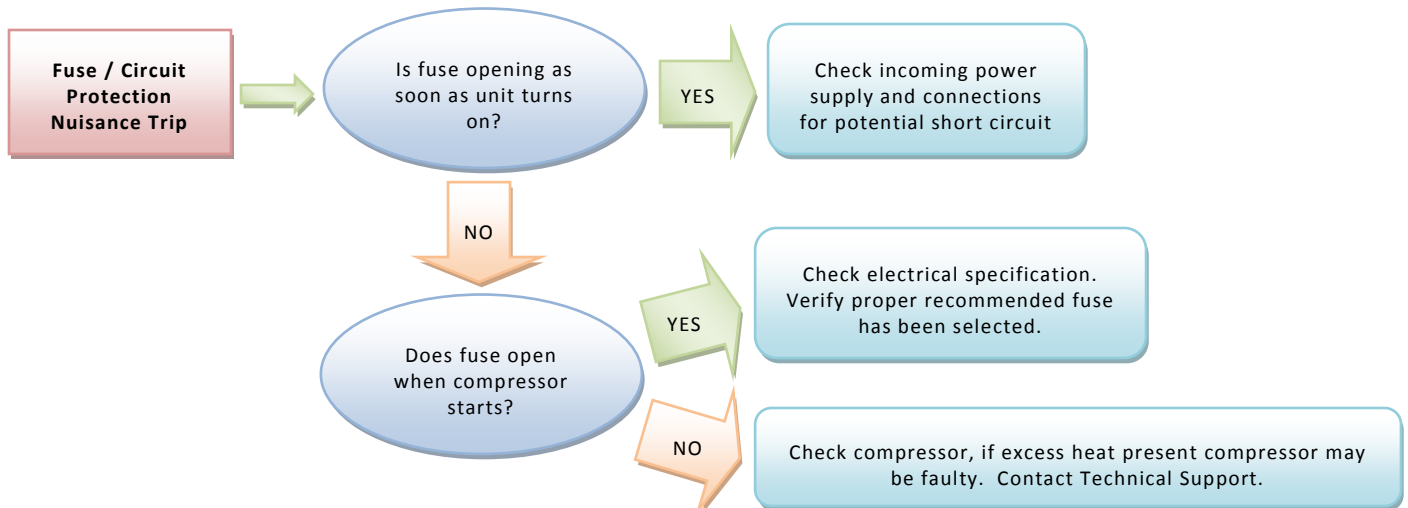 Fuse / Circuit
Protection
Nuisance Trip
Is fuse opening as
soon as unit turns
on?
YES
Check incoming power
supply and connections
for potential short circuit
NO
Does fuse open
when compressor
starts?
YES
Check electrical specification.
Verify proper recommended fuse
has been selected.
NO
Check compressor, if excess heat present compressor may
be faulty.  Contact Technical Support.